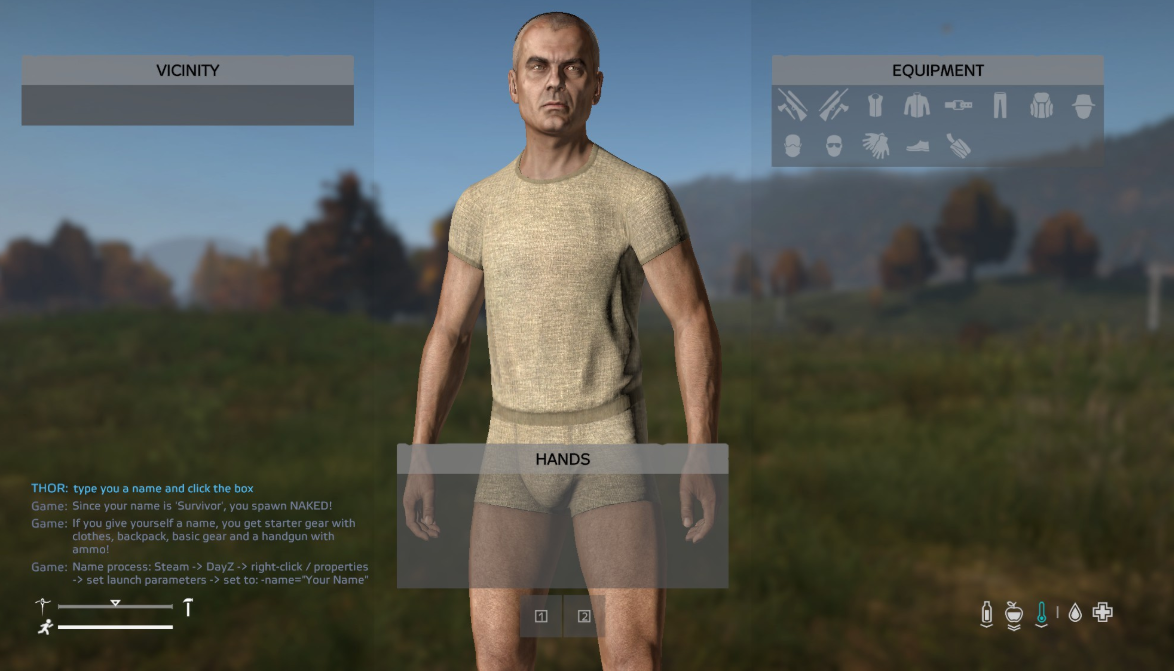 VICINITY
EQUIPMENT
HANDS
THOR: type you a name and click the box
Game: Since your name is 'Survivor', you spawn NAKED!
Game: If you give yourself a name, you get starter gear with
clothes, backpack, basic gear and a handgun with
ammo!
Game: Name process: Steam -> DayZ -> right-click / properties
-> set launch parameters -> set to: -name="Your Name"
1 2